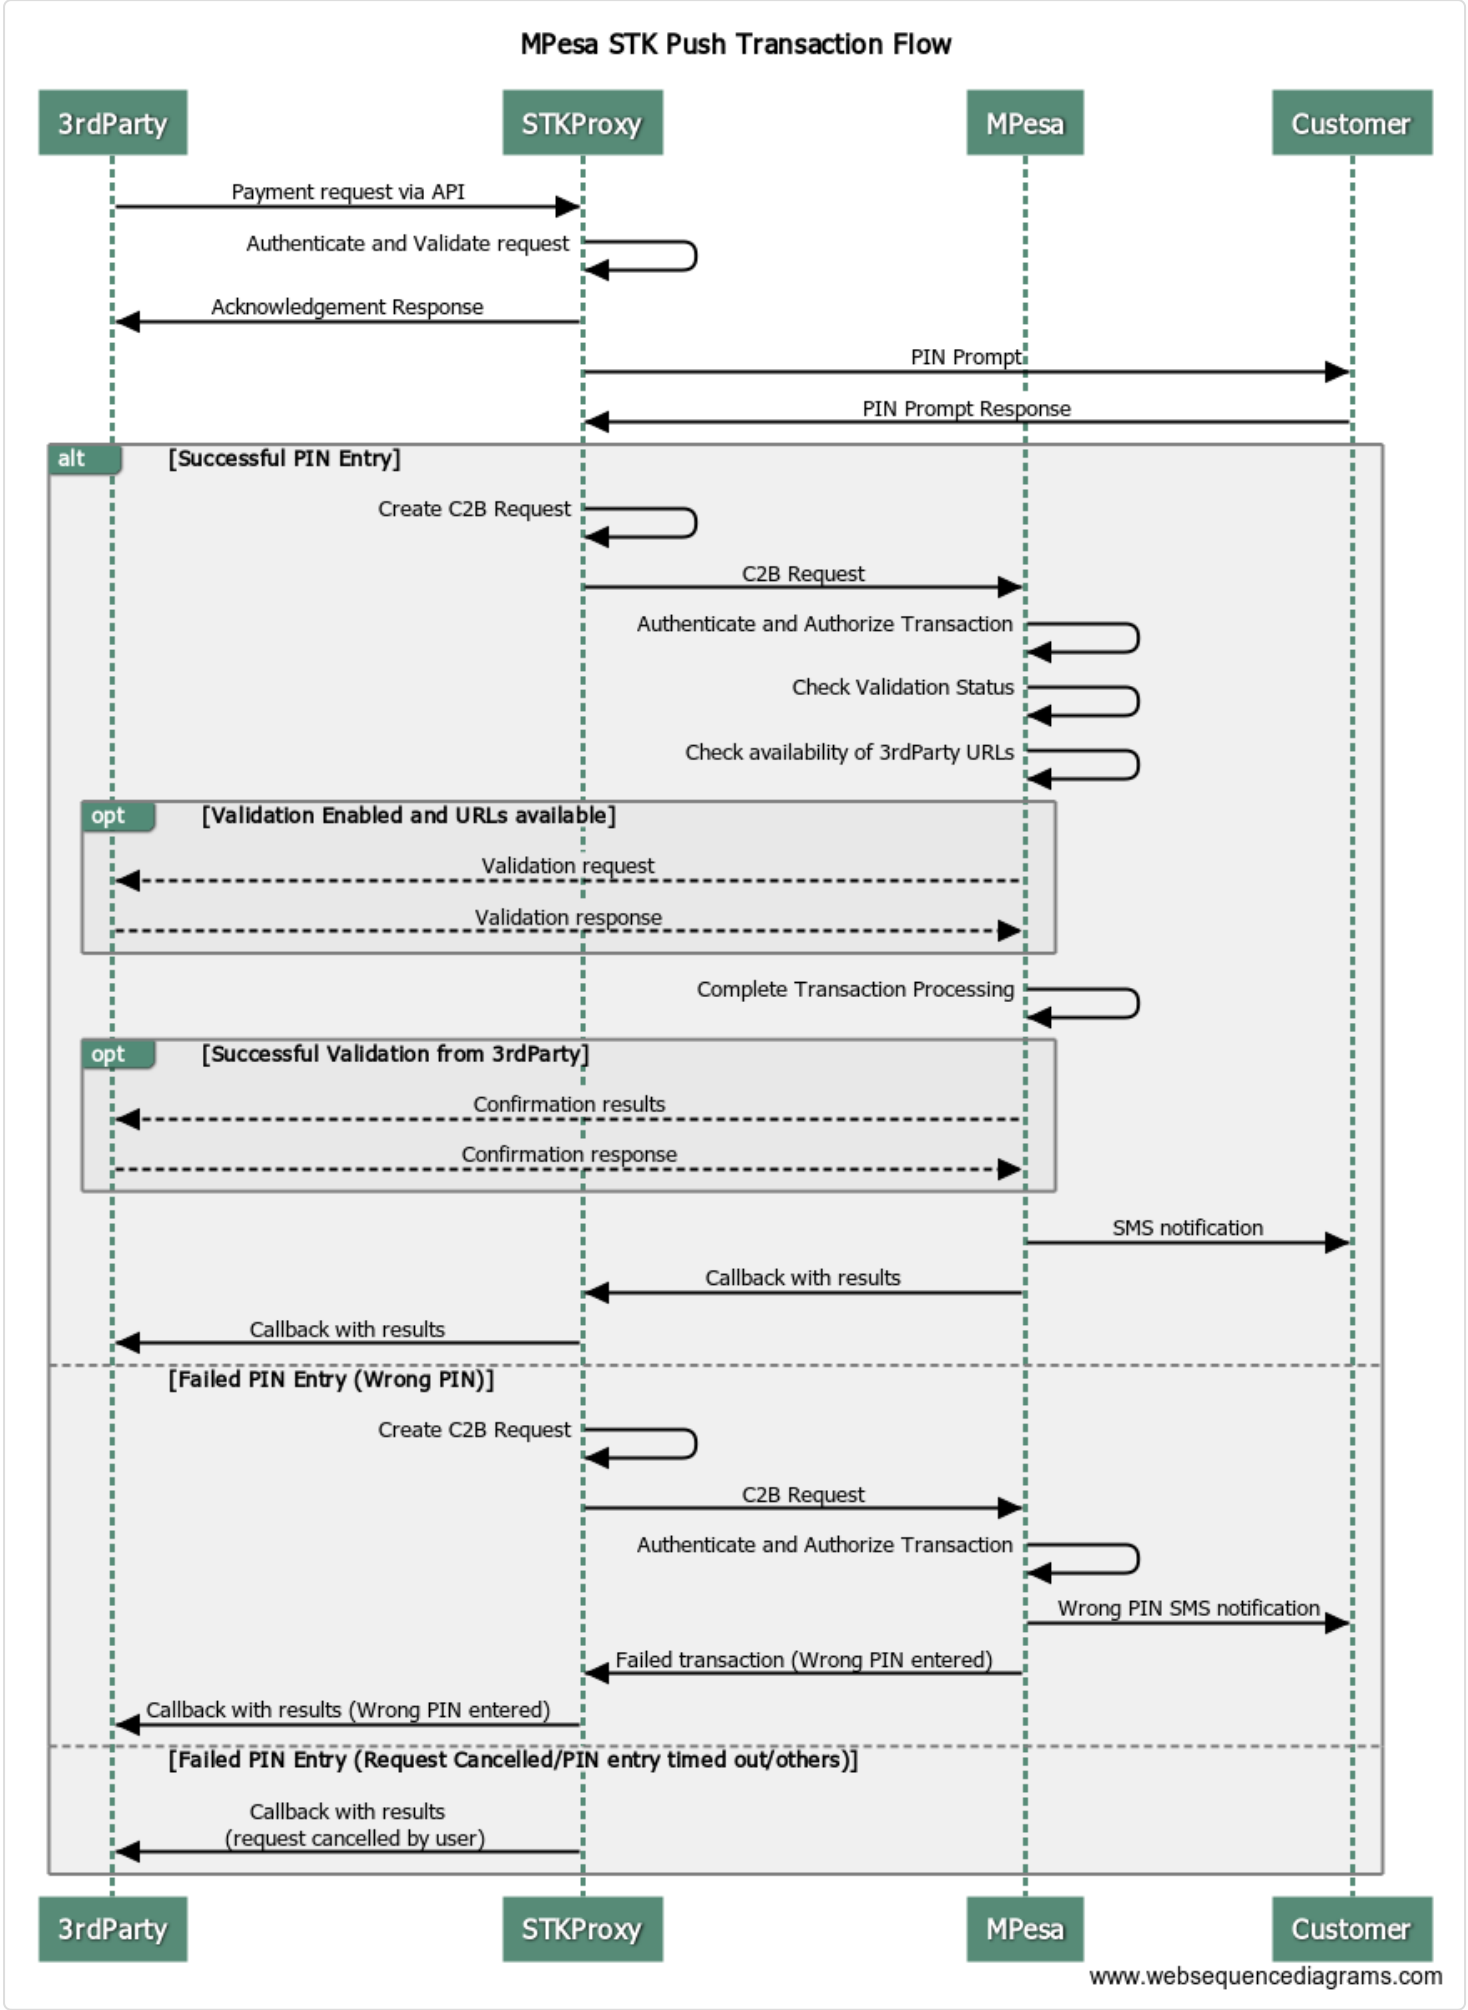 MPesa STK Push Transaction Flow
3rdParty
STKProxy
MPesa
Customer
Payment request via API
Authenticate and Validate request
Acknowledgement Response
PIN Prompt
PIN Prompt Response
alt
[Successful PIN Entry]
Create C2B Request
C2B Request
Authenticate and Authorize Transaction
Check Validation Status
Check availability of 3rdParty URLs
opt
[Validation Enabled and URLs available]
Validation request
Validation response
Complete Transaction Processing
opt
[Successful Validation from 3rdParty]
Confirmation results
Confirmation response
SMS notification
Callback with results
Callback with results
[Failed PIN Entry (Wrong PIN)]
Create C2B Request
C2B Request
Authenticate and Authorize Transaction
Wrong PIN SMS notification
Failed transaction (Wrong PIN entered)
Callback with results (Wrong PIN entered)
[Failed PIN Entry (Request Cancelled/PIN entry timed out/others)]
Callback with results
(request cancelled by user)
3rdParty
STKProxy
MPesa
Customer
www.websequencediagrams.com